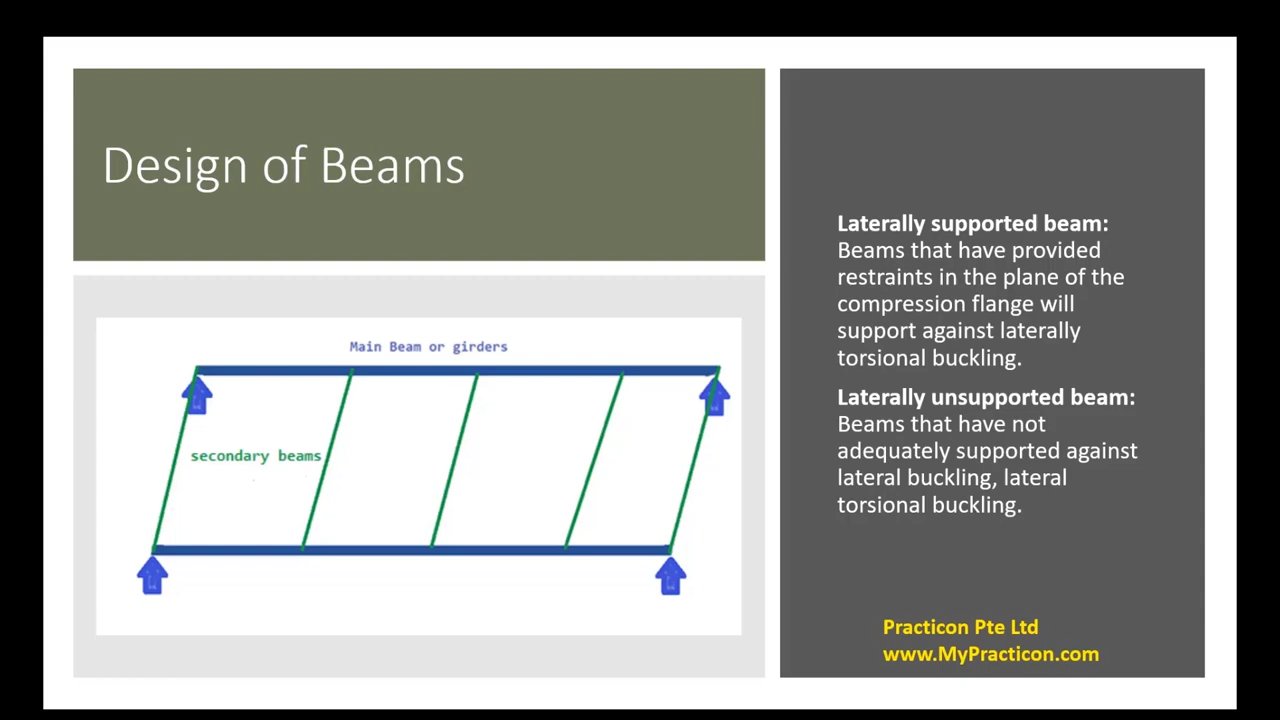 Design of Beams
Main Beam or girders
secondary beams
Laterally supported beam:
Beams that have provided
restraints in the plane of the
compression flange will
support against laterally
torsional buckling.
Laterally unsupported beam:
Beams that have not
adequately supported against
lateral buckling, lateral
torsional buckling.
Practicon Pte Ltd
www.MyPracticon.com